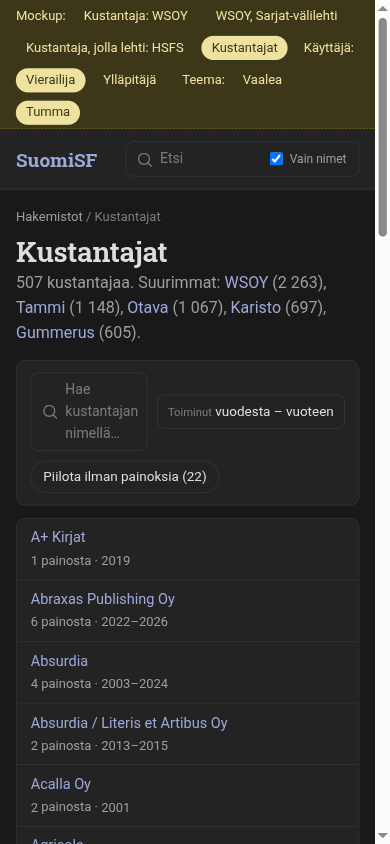 Mockup: Kustantaja: WSOY WSOY, Sarjat-välilehti
Kustantaja, jolla lehti: HSFS Kustantajat Käyttäjä:
Vierailija Ylläpitäjä Teema: Vaalea
Tumma
SuomiSF Etsi Vain nimet
Hakemistot / Kustantajat
Kustantajat
507 kustantajaa. Suurimmat: WSOY (2 263),
Tammi (1 148), Otava (1 067), Karisto (697),
Gummerus (605).
Hae
kustantajan
nimellä…
Toiminut vuodesta – vuoteen
Piilota ilman painoksia (22)
A+ Kirjat
1 painosta · 2019
Abraxas Publishing Oy
6 painosta · 2022–2026
Absurdia
4 painosta · 2003–2024
Absurdia / Literis et Artibus Oy
2 painosta · 2013–2015
Acalla Oy
2 painosta · 2001